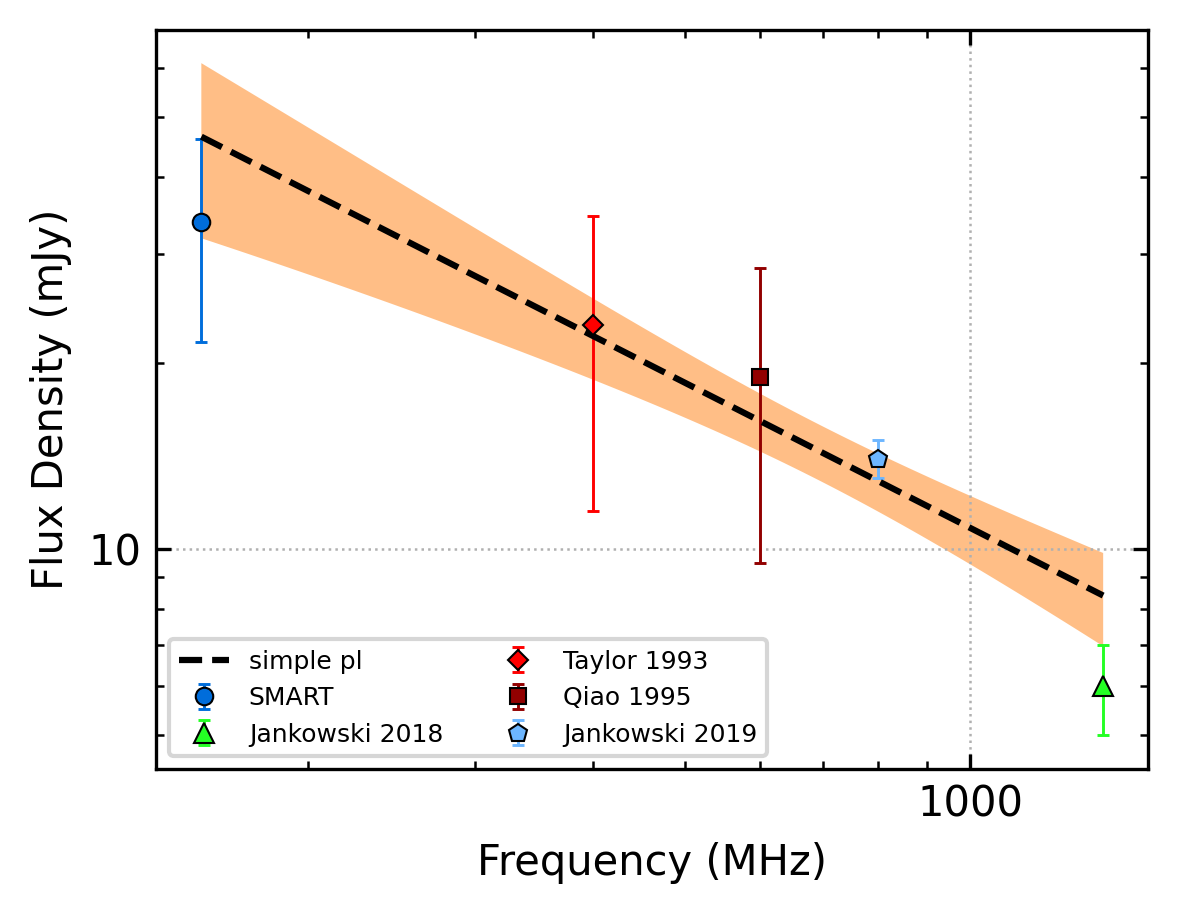 Flux Density (mJy)
10
simple pl
SMART
Jankowski 2018
Taylor 1993
Qiao 1995
Jankowski 2019
1000
Frequency (MHz)